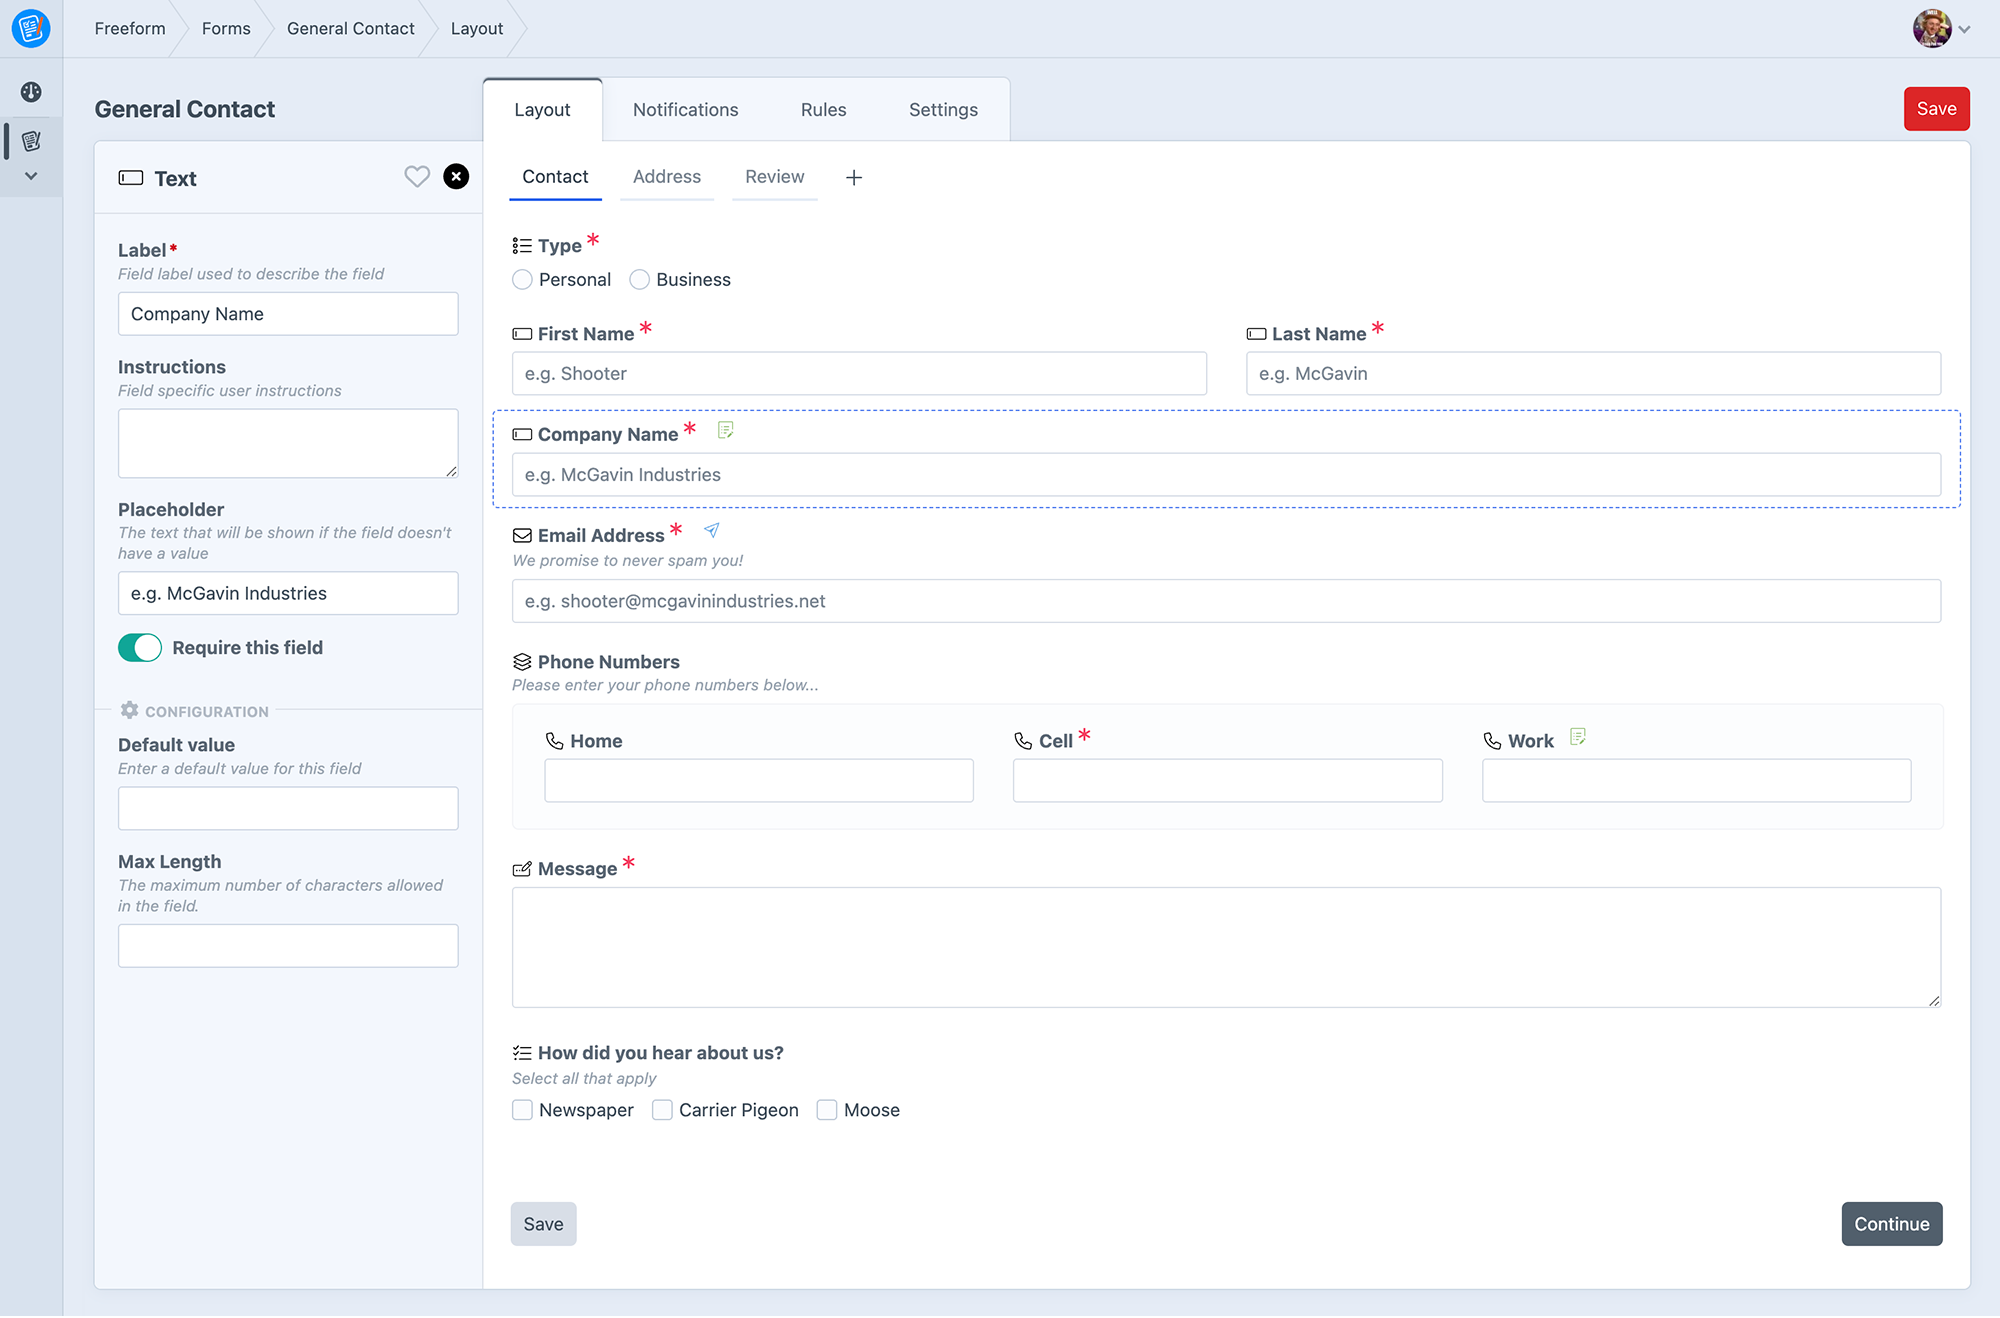 Freeform
Forms
General Contact
Layout
General Contact
Layout
Notifications
Rules
Settings
Save
Text
Label*
Field label used to describe the field
Company Name
Instructions
Field specific user instructions
Placeholder
The text that will be shown if the field doesn't
have a value
e.g. McGavin Industries
Require this field
CONFIGURATION
Default value
Enter a default value for this field
Max Length
The maximum number of characters allowed
in the field.
Contact
Address
Review
+
Type *
Personal
Business
First Name *
Last Name *
e.g. Shooter
e.g. McGavin
Company Name *
e.g. McGavin Industries
Email Address *
We promise to never spam you!
e.g. shooter@mcgavinindustries.net
Phone Numbers
Please enter your phone numbers below...
Home
Cell *
Work
Message *
How did you hear about us?
Select all that apply
Newspaper
Carrier Pigeon
Moose
Save
Continue